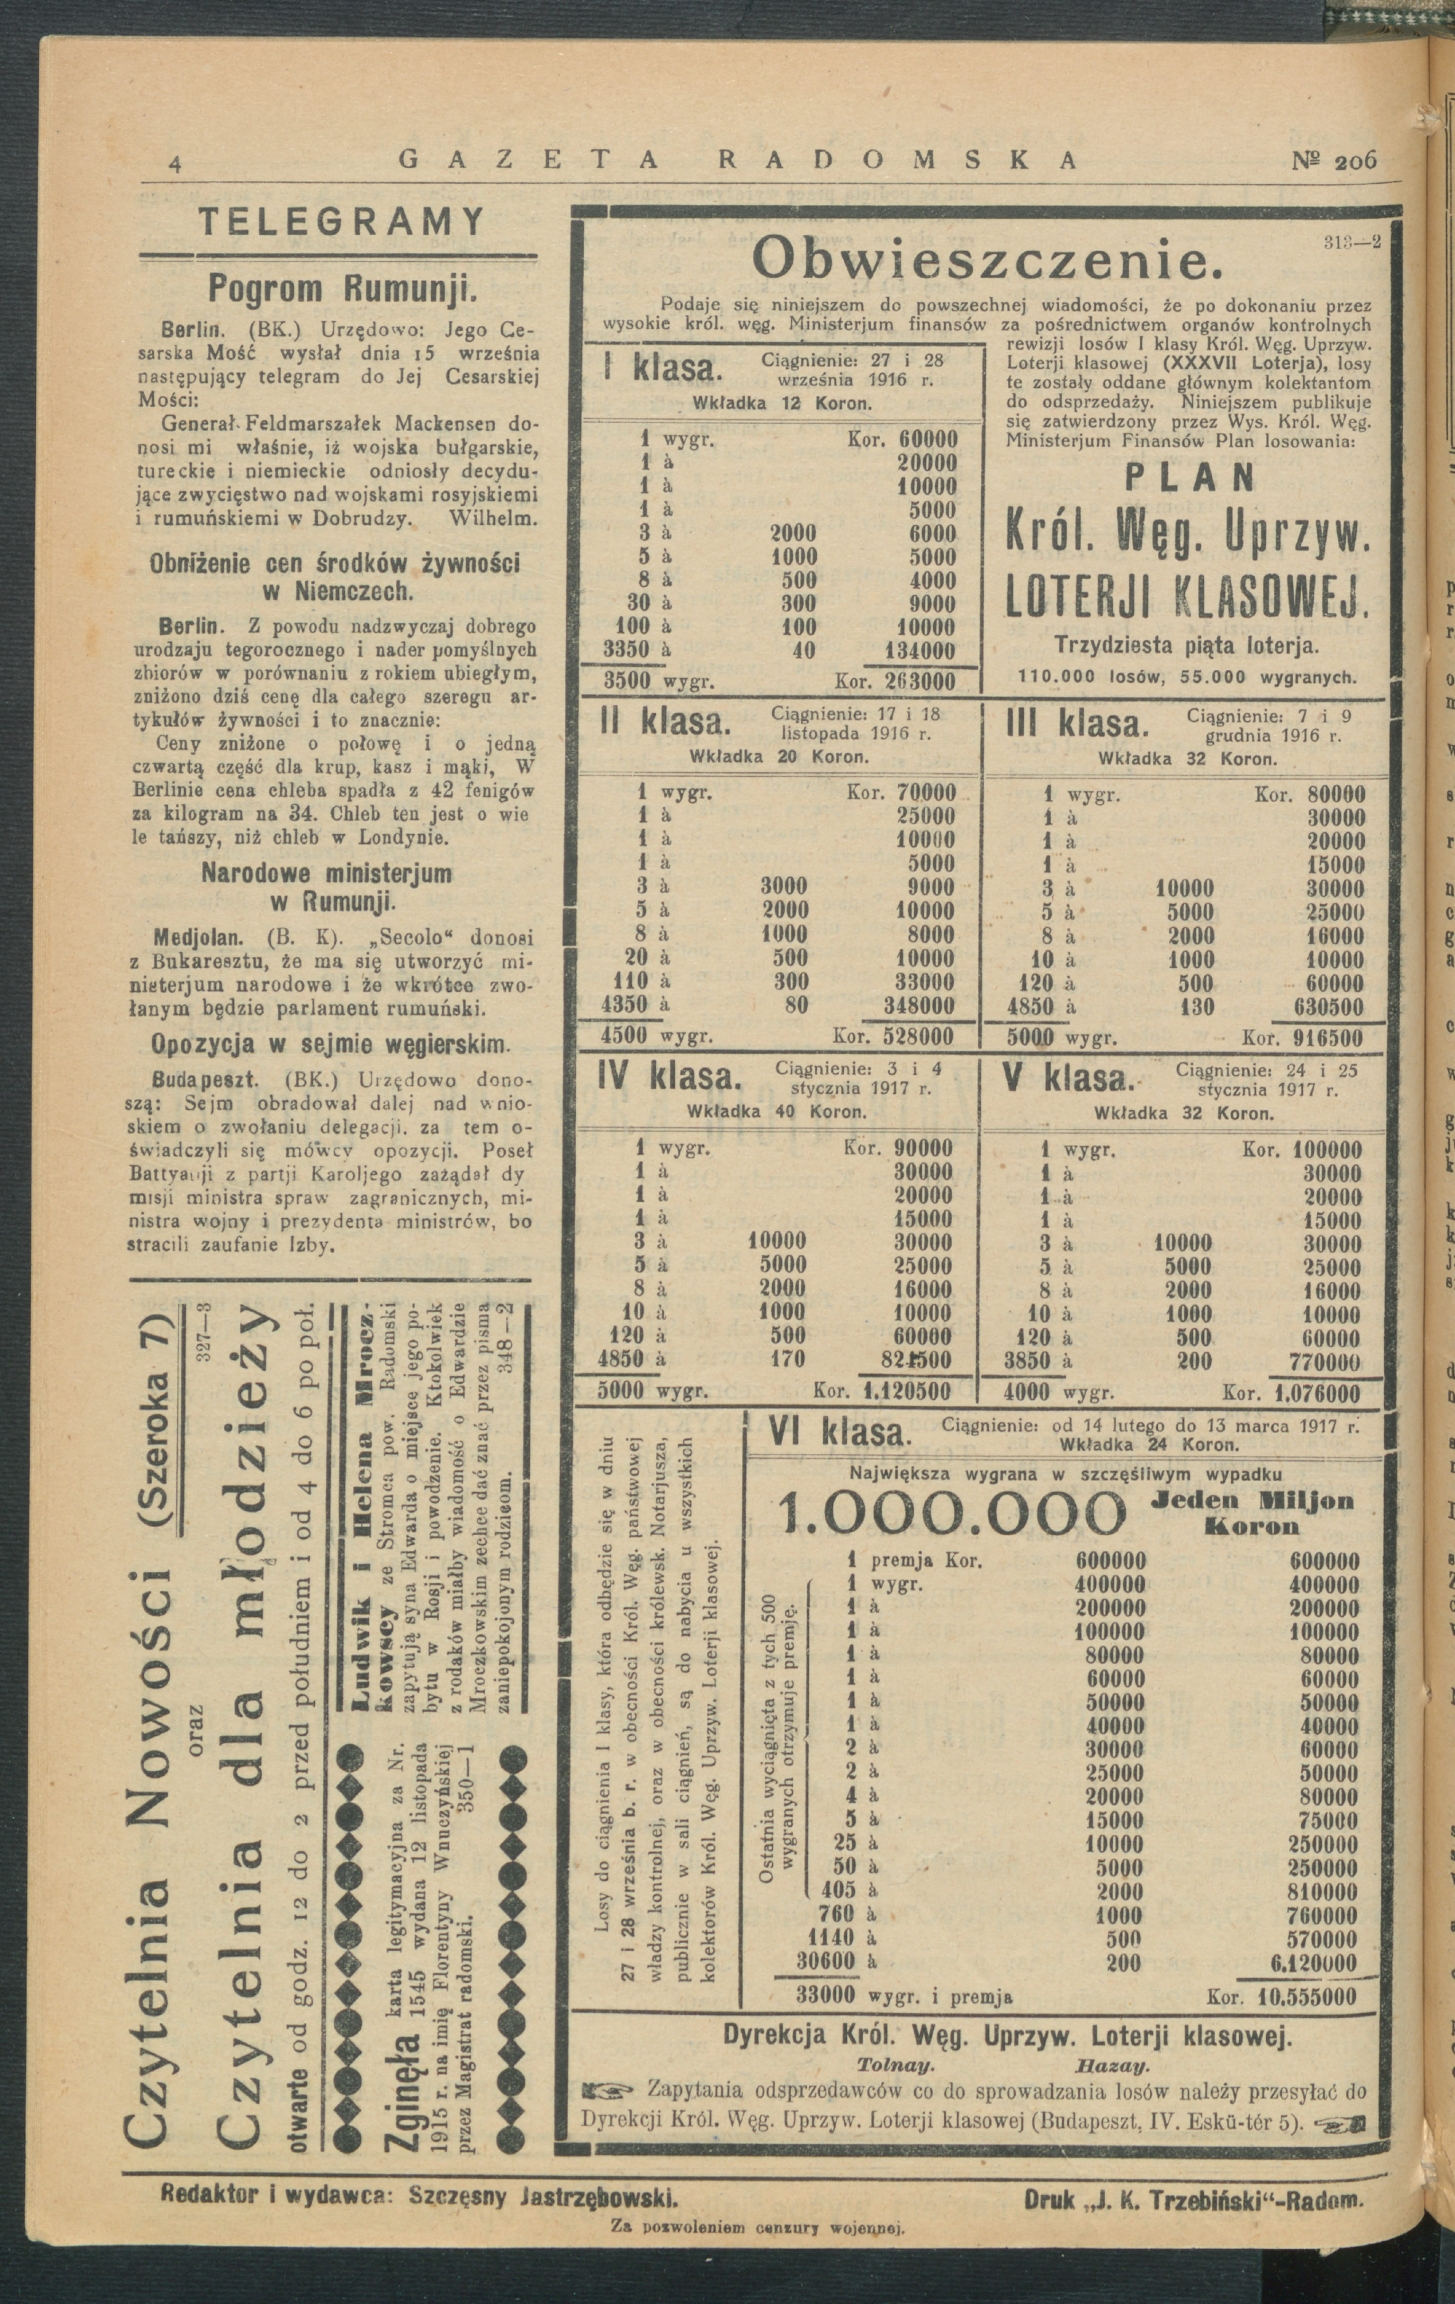 4
GAZETA RADOMSKA
№ 206
TELEGRAMY
Pogrom Rumunji.
Berlin. (BK.) Urzędowo: Jego Ce-
sarska Mość wysłał dnia 15 września
następujący telegram do Jej Cesarskiej
Mości:
Generał-Feldmarszałek Mackensen do-
nosi mi właśnie, iż wojska bułgarskie,
tureckie i niemieckie odniosły decydu-
jące zwycięstwo nad wojskami rosyjskiemi
i rumuńskiemi w Dobrudzy. Wilhelm.
Obniżenie cen środków żywności
w Niemczech.
Berlin. Z powodu nadzwyczaj dobrego
urodzaju tegorocznego i nader pomyślnych
zbiorów w porównaniu z rokiem ubiegłym,
zniżono dziś cenę dla całego szeregu ar-
tykułów żywności i to znacznie:
Ceny zniżone o połowę i o jedną
czwartą część dla krup, kasz i mąki, W
Berlinie cena chleba spadła z 42 fenigów
za kilogram na 34. Chleb ten jest o wie
le tańszy, niż chleb w Londynie.
Narodowe ministerjum
w Rumunji.
Medjolan. (B. K). „Secolo“ donosi
z Bukaresztu, że ma się utworzyć mi-
nisterjum narodowe i że wkrótce zwo-
łanym będzie parlament rumuński.
Opozycja w sejmie węgierskim.
Budapeszt. (BK.) Urzędowo dono-
szą: Sejm obradował dalej nad wnio-
skiem o zwołaniu delegacji. za tem o-
świadczyli się mówcy opozycji. Poseł
Battyanji z partji Karoljego zażądał dy
misji ministra spraw zagranicznych, mi-
nistra wojny i prezydenta ministrów, bo
stracili zaufanie Izby.
Czytelnia Nowości (Szeroka 7)
oraz
327—3
Czytelnia dla młodzieży
otwarte od godz. 12 do 2 przed południem i od 4 do 6 po poł.
Ludwik i Helena Mrocz-
kowscy ze Stromca pow. Radomski
zapytują syna Edwarda o miejsce jego po-
bytu w Rosji i powodzenie. Ktokolwiek
z rodaków miałby wiadomość o Edwardzie
Mroczkowskim zechce dać znać przez pisma
zaniepokojonym rodzicom. 348—2
Zginęła karta legitymacyjna za Nr.
1545 wydana 12 listopada
1915 r. na imię Florentyny Wnuczyńskiej
przez Magistrat radomski. 350—1
Obwieszczenie.
313—2
Podaje się niniejszem do powszechnej wiadomości, że po dokonaniu przez
wysokie król. węg. Ministerjum finansów za pośrednictwem organów kontrolnych
rewizji losów I klasy Król. Węg. Uprzyw.
Loterji klasowej (XXXVII Loterja), losy
te zostały oddane głównym kolektantom
do odsprzedaży. Niniejszem publikuje
się zatwierdzony przez Wys. Król. Węg.
Ministerjum Finansów Plan losowania:
PLAN
Król. Węg. Uprzyw.
LOTERJI KLASOWEJ.
Trzydziesta piąta loterja.
110.000 losów, 55.000 wygranych.
I klasa. Ciągnienie: 27 i 28
września 1916 r.
Wkładka 12 Koron.
1 wygr. Kor. 60000
1 à 20000
1 à 10000
1 à 5000
3 à 2000 6000
5 à 1000 5000
8 à 500 4000
30 à 300 9000
100 à 100 10000
3350 à 40 134000
3500 wygr. Kor. 263000
II klasa. Ciągnienie: 17 i 18
listopada 1916 r.
Wkładka 20 Koron.
1 wygr. Kor. 70000
1 à 25000
1 à 10000
1 à 5000
3 à 3000 9000
5 à 2000 10000
8 à 1000 8000
20 à 500 10000
110 à 300 33000
4350 à 80 348000
4500 wygr. Kor. 528000
III klasa. Ciągnienie: 7 i 9
grudnia 1916 r.
Wkładka 32 Koron.
1 wygr. Kor. 80000
1 à 30000
1 à 20000
1 à 15000
3 à 10000 30000
5 à 5000 25000
8 à 2000 16000
10 à 1000 10000
120 à 500 60000
4850 à 130 630500
5000 wygr. Kor. 916500
IV klasa. Ciągnienie: 3 i 4
stycznia 1917 r.
Wkładka 40 Koron.
1 wygr. Kor. 90000
1 à 30000
1 à 20000
1 à 15000
3 à 10000 30000
5 à 5000 25000
8 à 2000 16000
10 à 1000 10000
120 à 500 60000
4850 à 170 824500
5000 wygr. Kor. 1.120500
V klasa. Ciągnienie: 24 i 25
stycznia 1917 r.
Wkładka 32 Koron.
1 wygr. Kor. 100000
1 à 30000
1 à 20000
1 à 15000
3 à 10000 30000
5 à 5000 25000
8 à 2000 16000
10 à 1000 10000
120 à 500 60000
3850 à 200 770000
4000 wygr. Kor. 1.076000
Losy do ciągnienia I klasy, która odbędzie się w dniu
27 i 28 września b. r. w obecności Król. Węg. państwowej
władzy kontrolnej, oraz w obecności królewsk. Notarjusza,
publicznie w sali ciągnień, są do nabycia u wszystkich
kolektorów Król. Węg. Uprzyw. Loterji klasowej.
VI klasa. Ciągnienie: od 14 lutego do 13 marca 1917 r.
Wkładka 24 Koron.
Największa wygrana w szczęśliwym wypadku
1.000.000 Jeden Miljon
Koron
Ostatnia wyciągnięta z tych 500
wygranych otrzymuje premję.
1 premja Kor. 600000 600000
1 wygr. 400000 400000
1 à 200000 200000
1 à 100000 100000
1 à 80000 80000
1 à 60000 60000
1 à 50000 50000
1 à 40000 40000
2 à 30000 60000
2 à 25000 50000
4 à 20000 80000
5 à 15000 75000
25 à 10000 250000
50 à 5000 250000
405 à 2000 810000
760 à 1000 760000
1140 à 500 570000
30600 à 200 6.120000
33000 wygr. i premja Kor. 10.555000
Dyrekcja Król. Węg. Uprzyw. Loterji klasowej.
Tolnay. Hazay.
Zapytania odsprzedawców co do sprowadzania losów należy przesyłać do
Dyrekcji Król. Węg. Uprzyw. Loterji klasowej (Budapeszt, IV. Eskü-tér 5).
Redaktor i wydawca: Szczęsny Jastrzębowski.
Druk „J. K. Trzebiński“-Radom.
Za pozwoleniem cenzury wojennej.